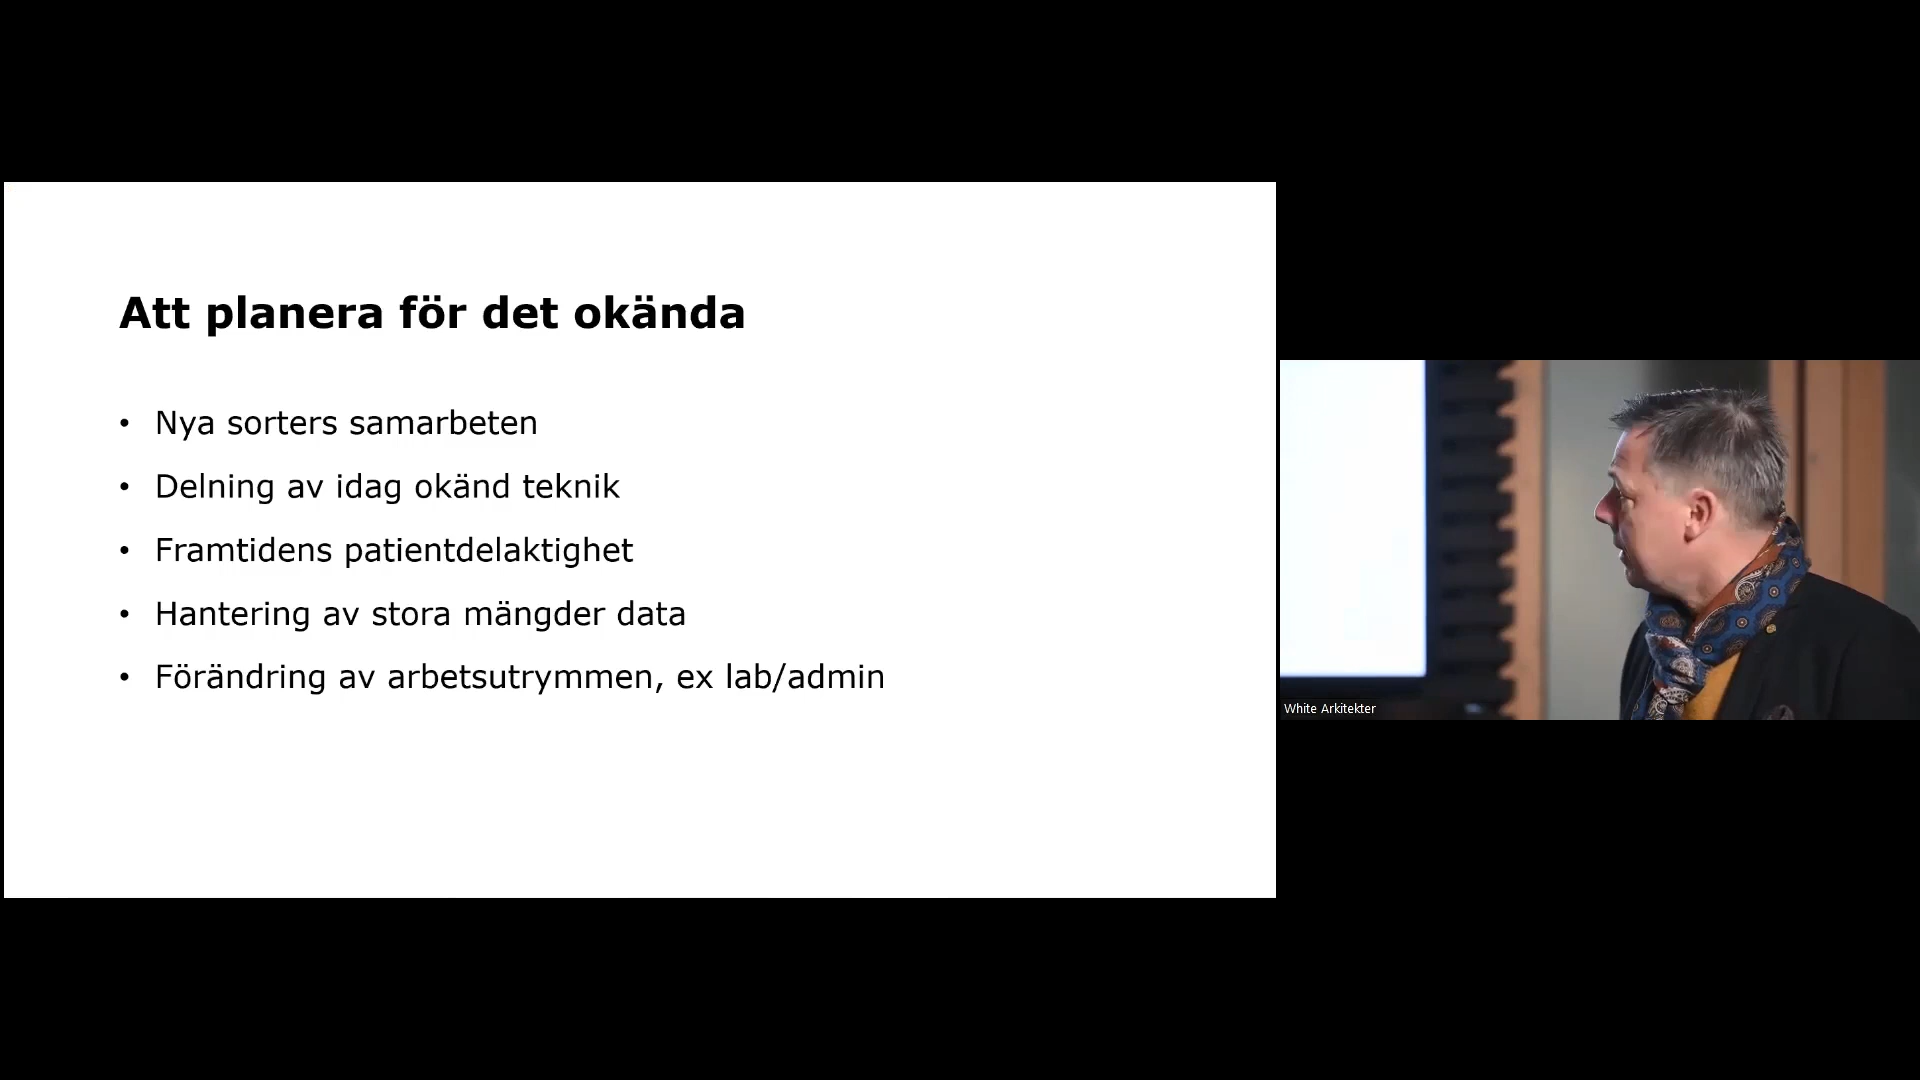 Att planera för det okända
• Nya sorters samarbeten
• Delning av idag okänd teknik
• Framtidens patientdelaktighet
• Hantering av stora mängder data
• Förändring av arbetsutrymmen, ex lab/admin
White Arkitekter